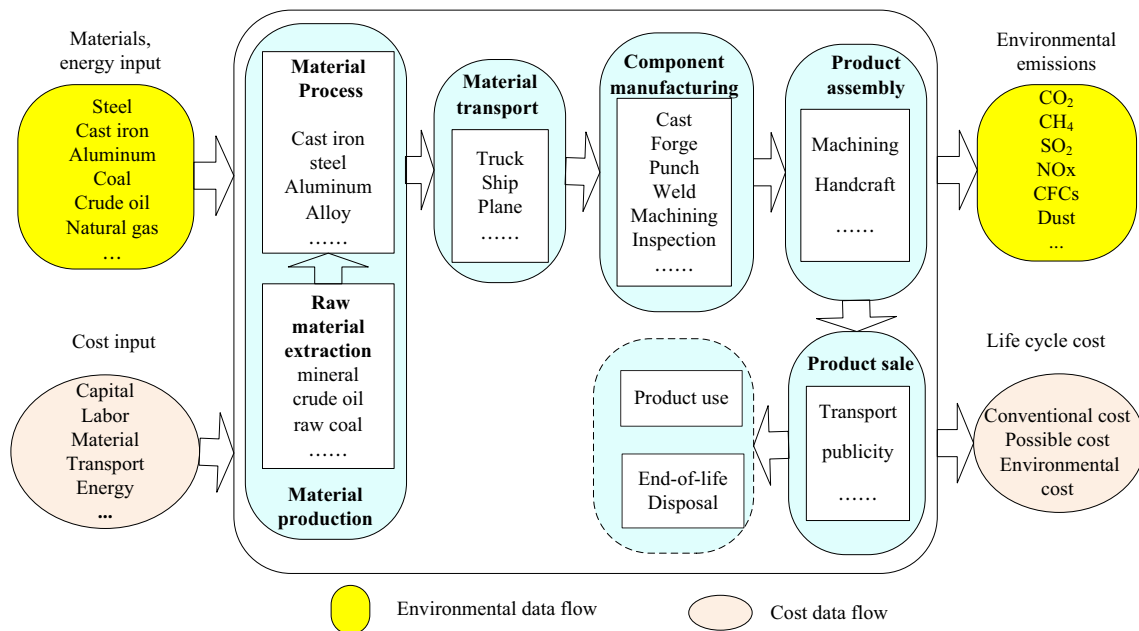 Materials,
energy input
Steel
Cast iron
Aluminum
Coal
Crude oil
Natural gas
…
Cost input
Capital
Labor
Material
Transport
Energy
...
Material
Process
Cast iron
steel
Aluminum
Alloy
……
Raw
material
extraction
mineral
crude oil
raw coal
……
Material
production
Material
transport
Truck
Ship
Plane
……
Component
manufacturing
Cast
Forge
Punch
Weld
Machining
Inspection
……
Product
assembly
Machining
Handcraft
……
Product sale
Transport
publicity
……
Product use
End-of-life
Disposal
Environmental
emissions
CO₂
CH₄
SO₂
NOx
CFCs
Dust
...
Life cycle cost
Conventional cost
Possible cost
Environmental
cost
Environmental data flow
Cost data flow